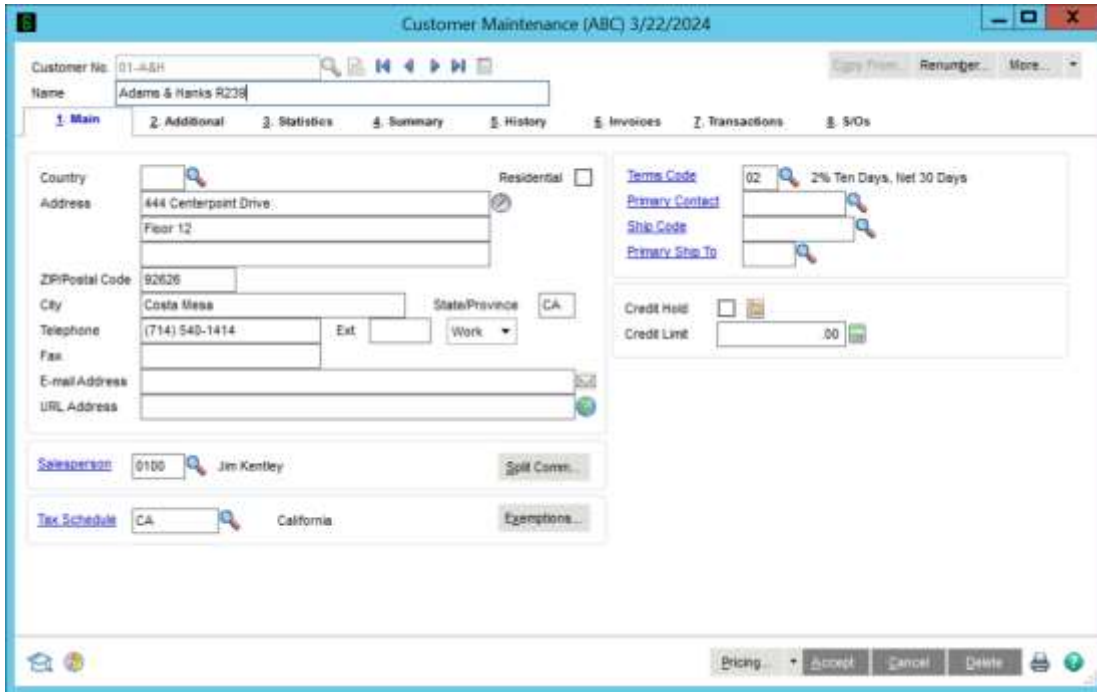 Customer Maintenance (ABC) 3/22/2024
Customer No. 01-A&H Copy From... Renumber... More...
Name Adams & Hanks R239
1. Main 2. Additional 3. Statistics 4. Summary 5. History 6. Invoices 7. Transactions 8. S/Os
Country Residential
Address 444 Centerpoint Drive
Floor 12
ZIP/Postal Code 92626
City Costa Mesa State/Province CA
Telephone (714) 540-1414 Ext Work
Fax
E-mail Address
URL Address
Salesperson 0100 Jim Kentley Split Comm...
Tax Schedule CA California Exemptions...
Terms Code 02 2% Ten Days, Net 30 Days
Primary Contact
Ship Code
Primary Ship To
Credit Hold
Credit Limit .00
Pricing... Accept Cancel Delete